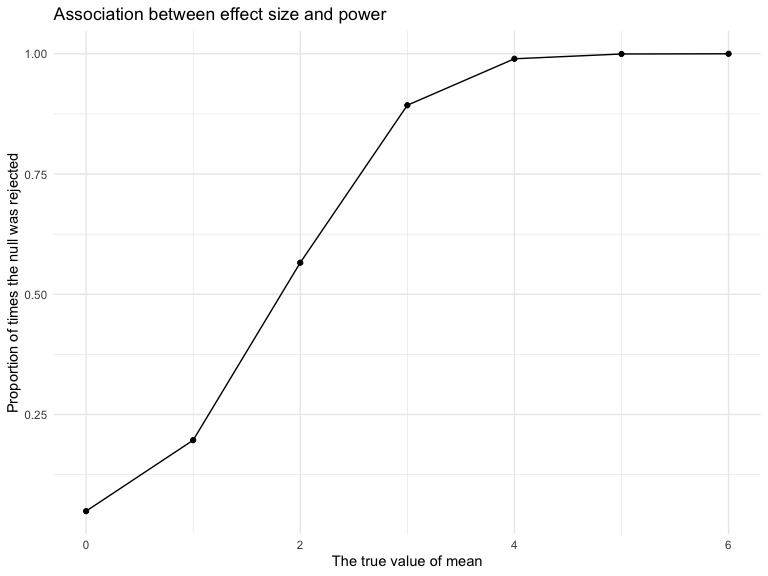 Association between effect size and power
Proportion of times the null was rejected
1.00
0.75
0.50
0.25
0 2 4 6
The true value of mean